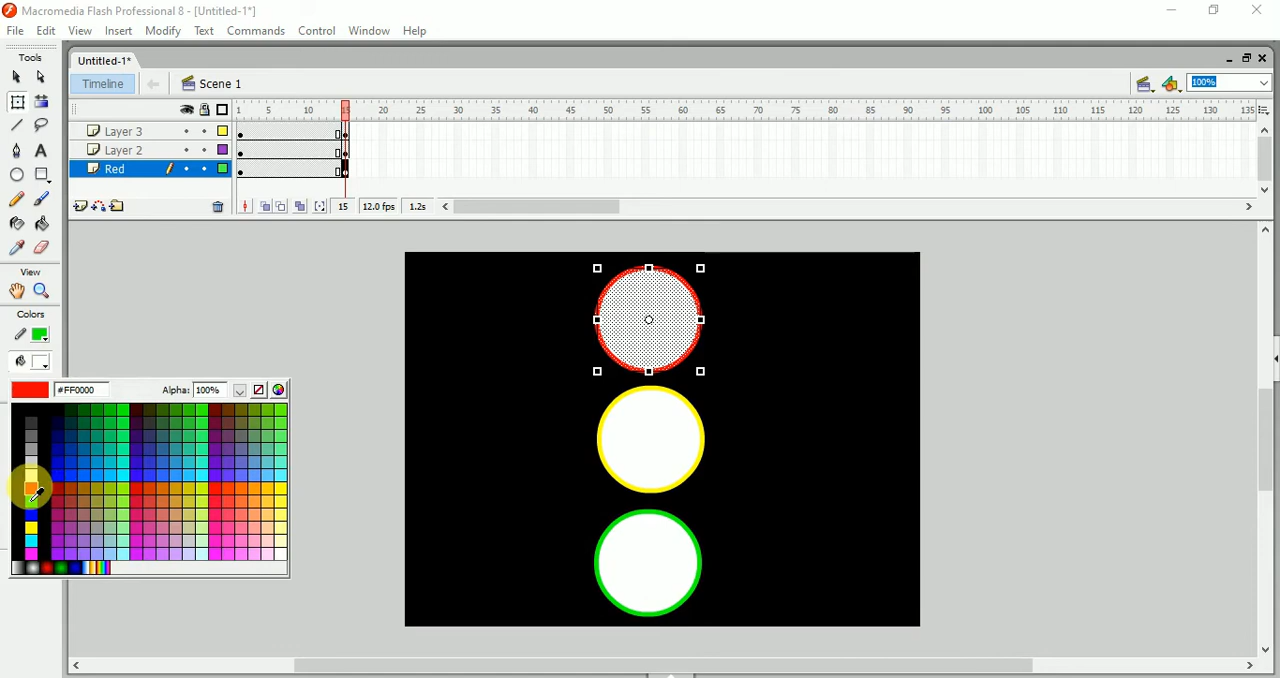 Macromedia Flash Professional 8 - [Untitled-1*]
File Edit View Insert Modify Text Commands Control Window Help
Tools
Untitled-1*
Timeline
Scene 1
100%
1 5 10 15 20 25 30 35 40 45 50 55 60 65 70 75 80 85 90 95 100 105 110 115 120 125 130 135
Layer 3
Layer 2
Red
15 12.0 fps 1.2s
View
Colors
#FF0000 Alpha: 100%